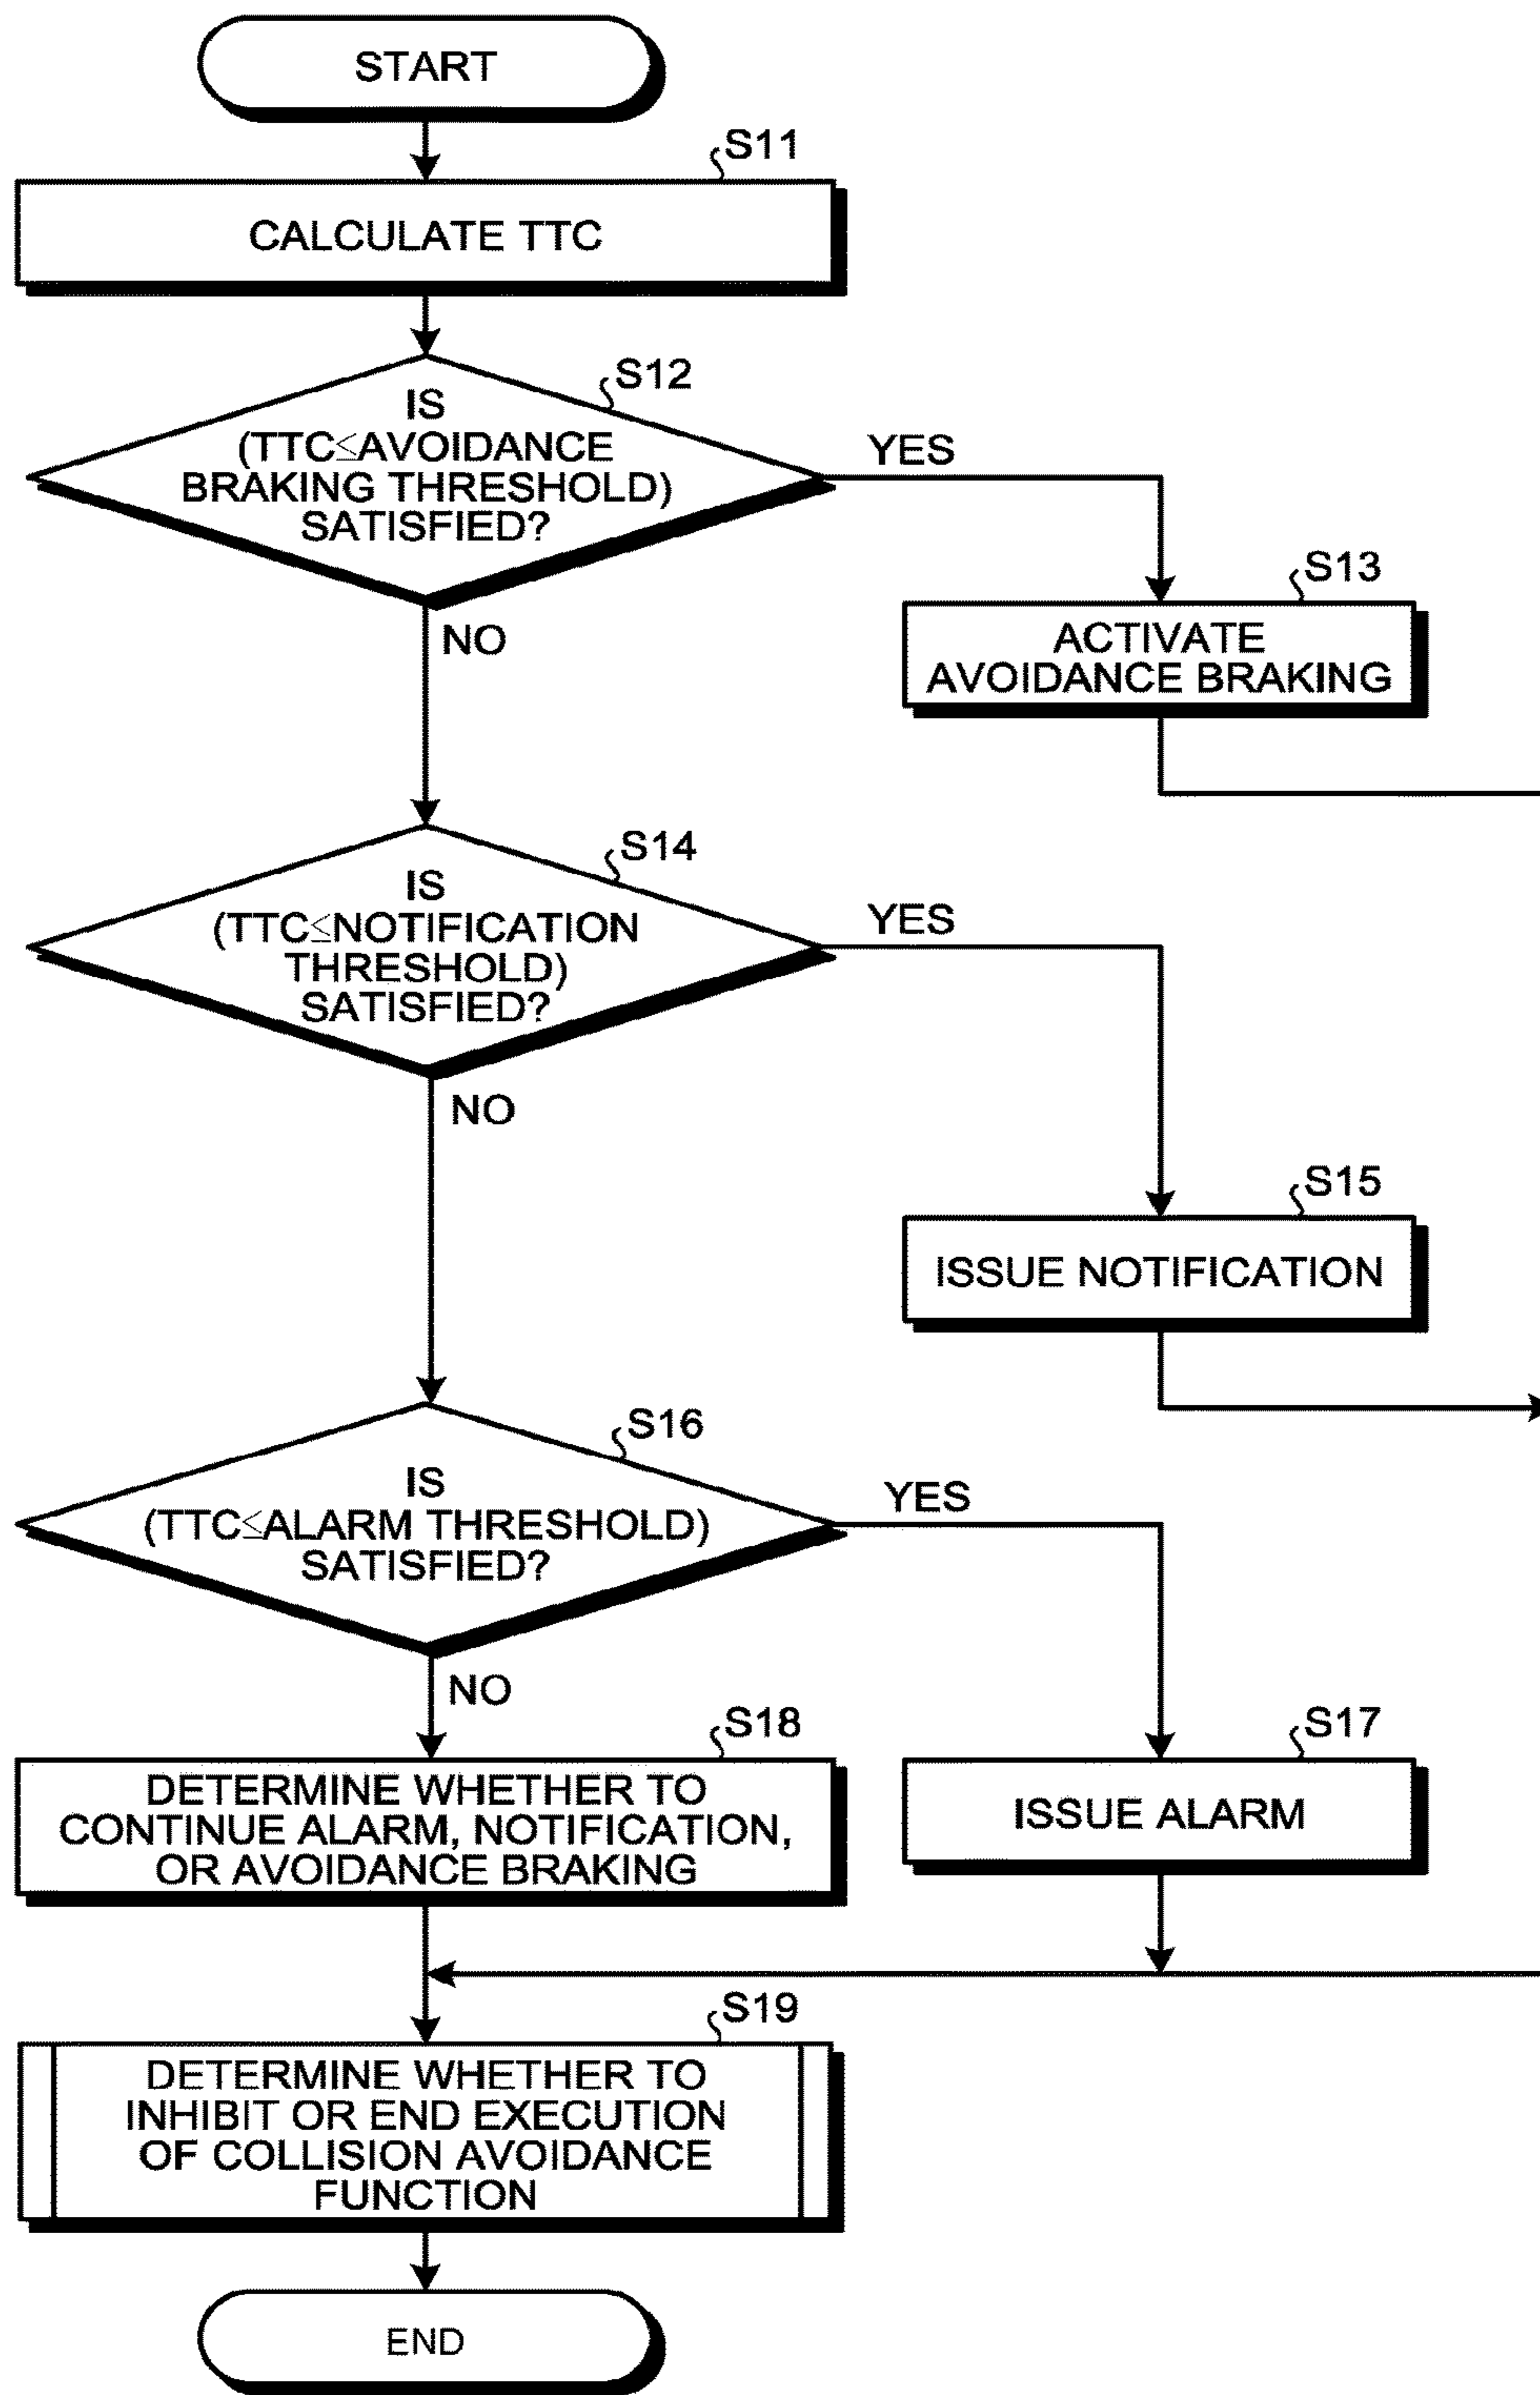 START
S11
CALCULATE TTC
S12
IS
(TTC≤AVOIDANCE
BRAKING THRESHOLD)
SATISFIED?
YES
NO
S13
ACTIVATE
AVOIDANCE BRAKING
S14
IS
(TTC≤NOTIFICATION
THRESHOLD)
SATISFIED?
YES
NO
S15
ISSUE NOTIFICATION
S16
IS
(TTC≤ALARM THRESHOLD)
SATISFIED?
YES
NO
S18
DETERMINE WHETHER TO
CONTINUE ALARM, NOTIFICATION,
OR AVOIDANCE BRAKING
S17
ISSUE ALARM
S19
DETERMINE WHETHER TO
INHIBIT OR END EXECUTION
OF COLLISION AVOIDANCE
FUNCTION
END